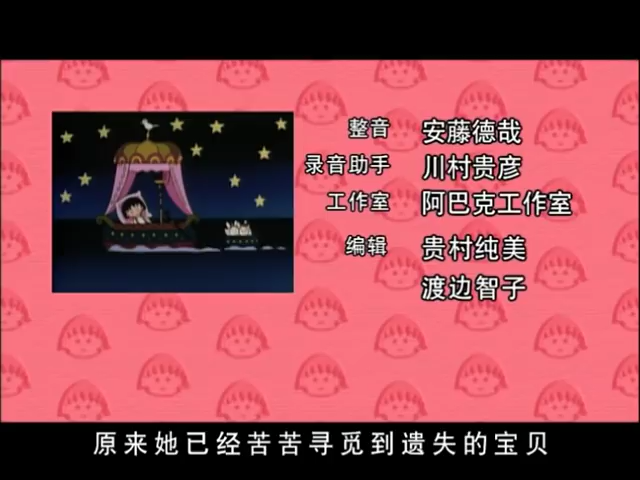 整音 安藤德哉
录音助手 川村贵彦
工作室 阿巴克工作室
编辑 贵村纯美
渡边智子
原来她已经苦苦寻觅到遗失的宝贝